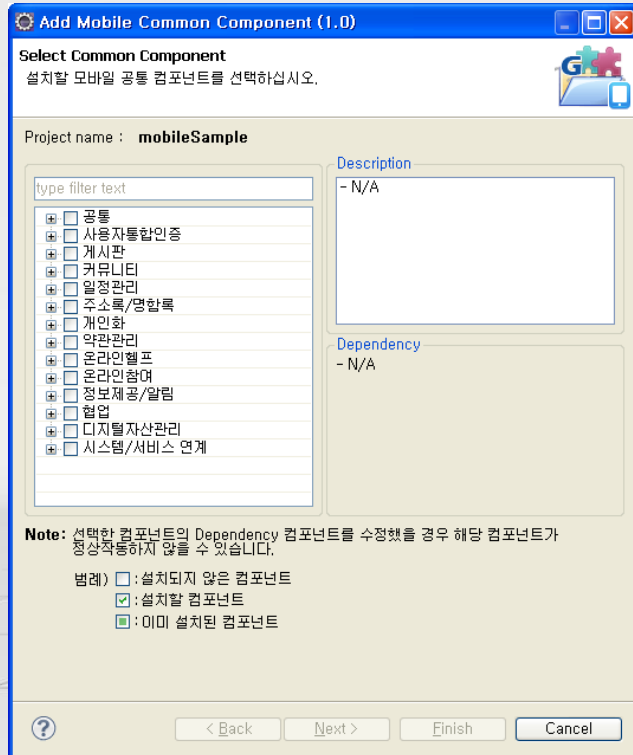 Add Mobile Common Component (1.0)
Select Common Component
설치할 모바일 공통 컴포넌트를 선택하십시오.
G
Project name : mobileSample
type filter text
공통
사용자통합인증
게시판
커뮤니티
일정관리
주소록/명함록
개인화
약관관리
온라인헬프
온라인참여
정보제공/알림
협업
디지털자산관리
시스템/서비스 연계
Description
- N/A
Dependency
- N/A
Note: 선택한 컴포넌트의 Dependency 컴포넌트를 수정했을 경우 해당 컴포넌트가
정상작동하지 않을 수 있습니다.
범례) :설치되지 않은 컴포넌트
:설치할 컴포넌트
:이미 설치된 컴포넌트
? < Back Next > Finish Cancel